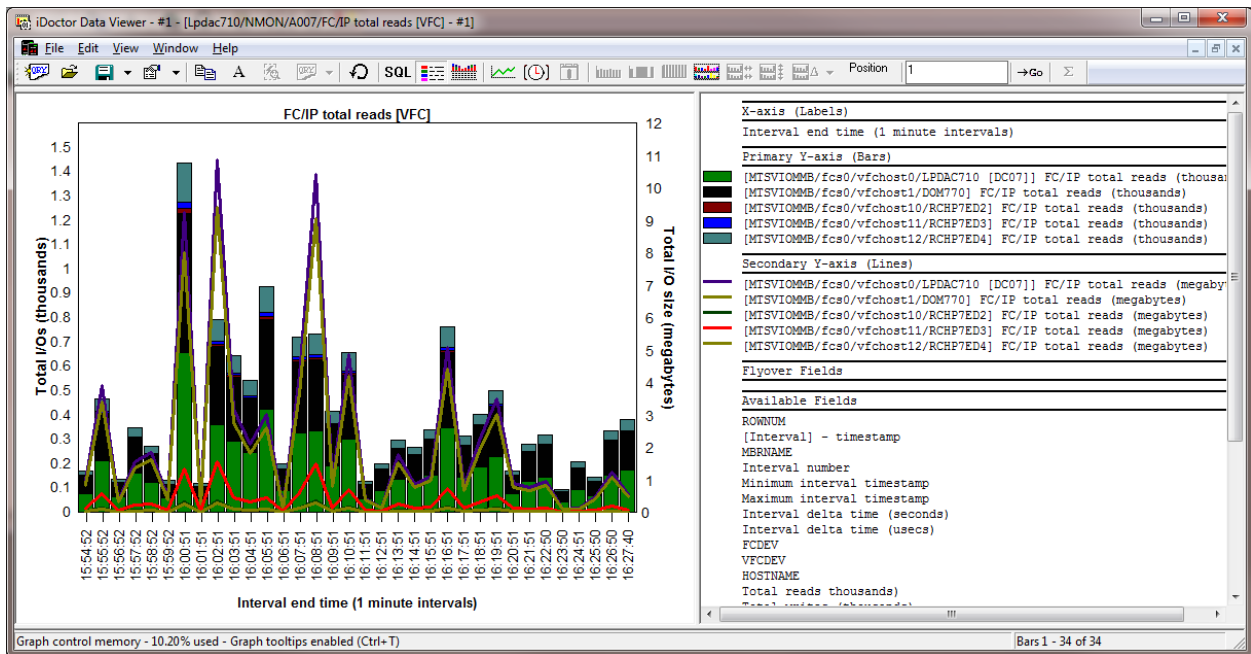 iDoctor Data Viewer - #1 - [Lpdac710/NMON/A007/FC/IP total reads [VFC] - #1]
File Edit View Window Help
QRY A QRY SQL Position 1 →Go Σ
FC/IP total reads [VFC]
1.5
1.4
1.3
1.2
1.1
1
0.9
0.8
0.7
0.6
0.5
0.4
0.3
0.2
0.1
0
Total I/Os (thousands)
12
11
10
9
8
7
6
5
4
3
2
1
0
Total I/O size (megabytes)
15:54:52
15:55:52
15:56:52
15:57:52
15:58:52
15:59:52
16:00:51
16:01:51
16:02:51
16:03:51
16:04:51
16:05:51
16:06:51
16:07:51
16:08:51
16:09:51
16:10:51
16:11:51
16:12:51
16:13:51
16:14:51
16:15:51
16:16:51
16:17:51
16:18:51
16:19:51
16:20:51
16:21:51
16:22:50
16:23:50
16:24:51
16:25:50
16:26:50
16:27:40
Interval end time (1 minute intervals)
X-axis (Labels)
Interval end time (1 minute intervals)
Primary Y-axis (Bars)
[MTSVIOMMB/fcs0/vfchost0/LPDAC710 [DC07]] FC/IP total reads (thousa
[MTSVIOMMB/fcs0/vfchost1/DOM770] FC/IP total reads (thousands)
[MTSVIOMMB/fcs0/vfchost10/RCHP7ED2] FC/IP total reads (thousands)
[MTSVIOMMB/fcs0/vfchost11/RCHP7ED3] FC/IP total reads (thousands)
[MTSVIOMMB/fcs0/vfchost12/RCHP7ED4] FC/IP total reads (thousands)
Secondary Y-axis (Lines)
[MTSVIOMMB/fcs0/vfchost0/LPDAC710 [DC07]] FC/IP total reads (megaby
[MTSVIOMMB/fcs0/vfchost1/DOM770] FC/IP total reads (megabytes)
[MTSVIOMMB/fcs0/vfchost10/RCHP7ED2] FC/IP total reads (megabytes)
[MTSVIOMMB/fcs0/vfchost11/RCHP7ED3] FC/IP total reads (megabytes)
[MTSVIOMMB/fcs0/vfchost12/RCHP7ED4] FC/IP total reads (megabytes)
Flyover Fields
Available Fields
ROWNUM
[Interval] - timestamp
MBRNAME
Interval number
Minimum interval timestamp
Maximum interval timestamp
Interval delta time (seconds)
Interval delta time (usecs)
FCDEV
VFCDEV
HOSTNAME
Total reads thousands)
Total writes (thousands)
Graph control memory - 10.20% used - Graph tooltips enabled (Ctrl+T)
Bars 1 - 34 of 34